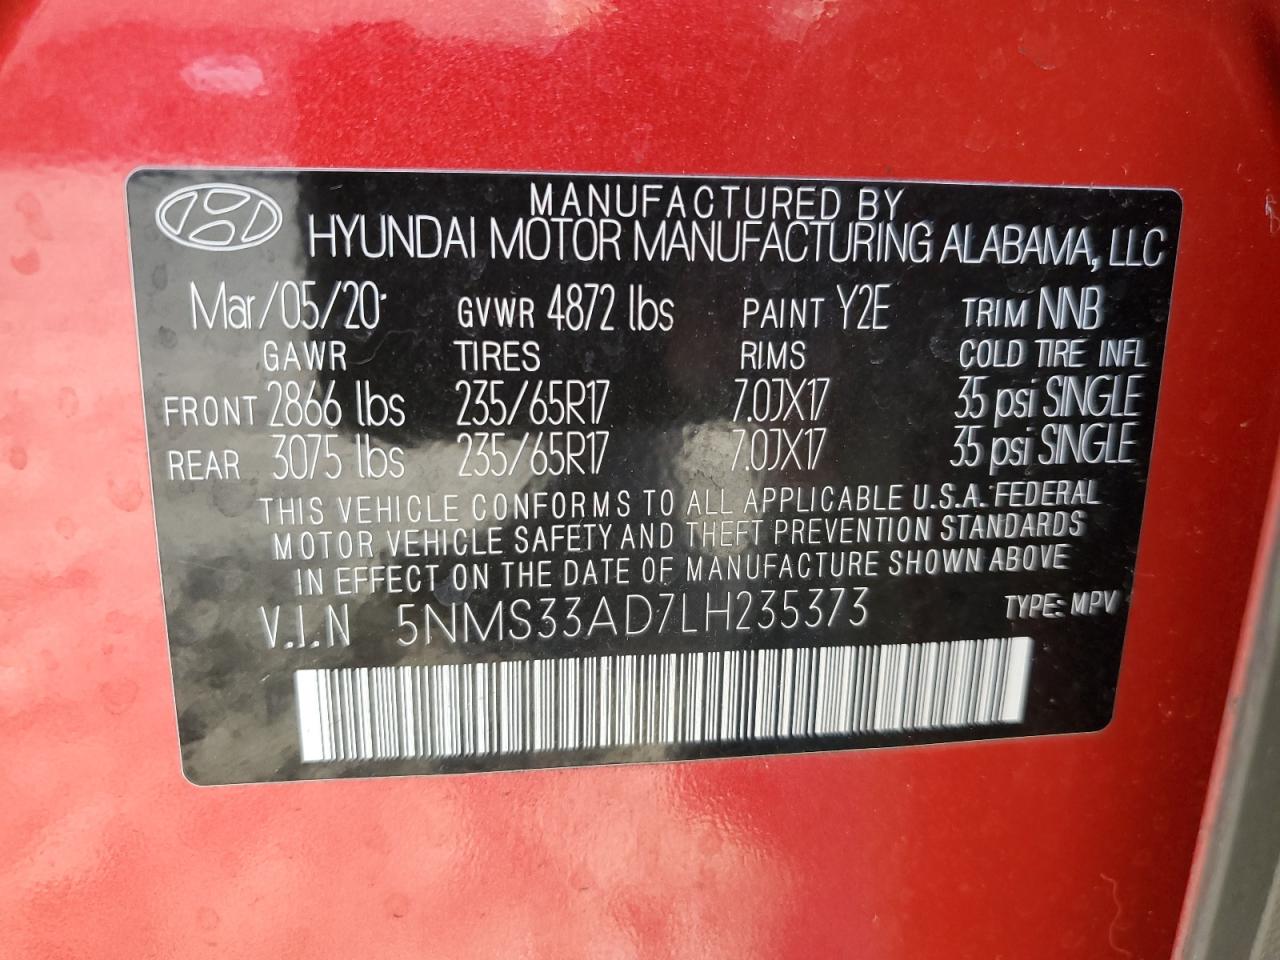 MANUFACTURED BY
HYUNDAI MOTOR MANUFACTURING ALABAMA, LLC
Mar/05/20 GVWR 4872 lbs PAINT Y2E TRIM NNB
GAWR TIRES RIMS COLD TIRE INFL
FRONT 2866 lbs 235/65R17 7.0JX17 35 psi SINGLE
REAR 3075 lbs 235/65R17 7.0JX17 35 psi SINGLE
THIS VEHICLE CONFORMS TO ALL APPLICABLE U.S.A. FEDERAL
MOTOR VEHICLE SAFETY AND THEFT PREVENTION STANDARDS
IN EFFECT ON THE DATE OF MANUFACTURE SHOWN ABOVE
V.I.N 5NMS33AD7LH235373 TYPE: MPV